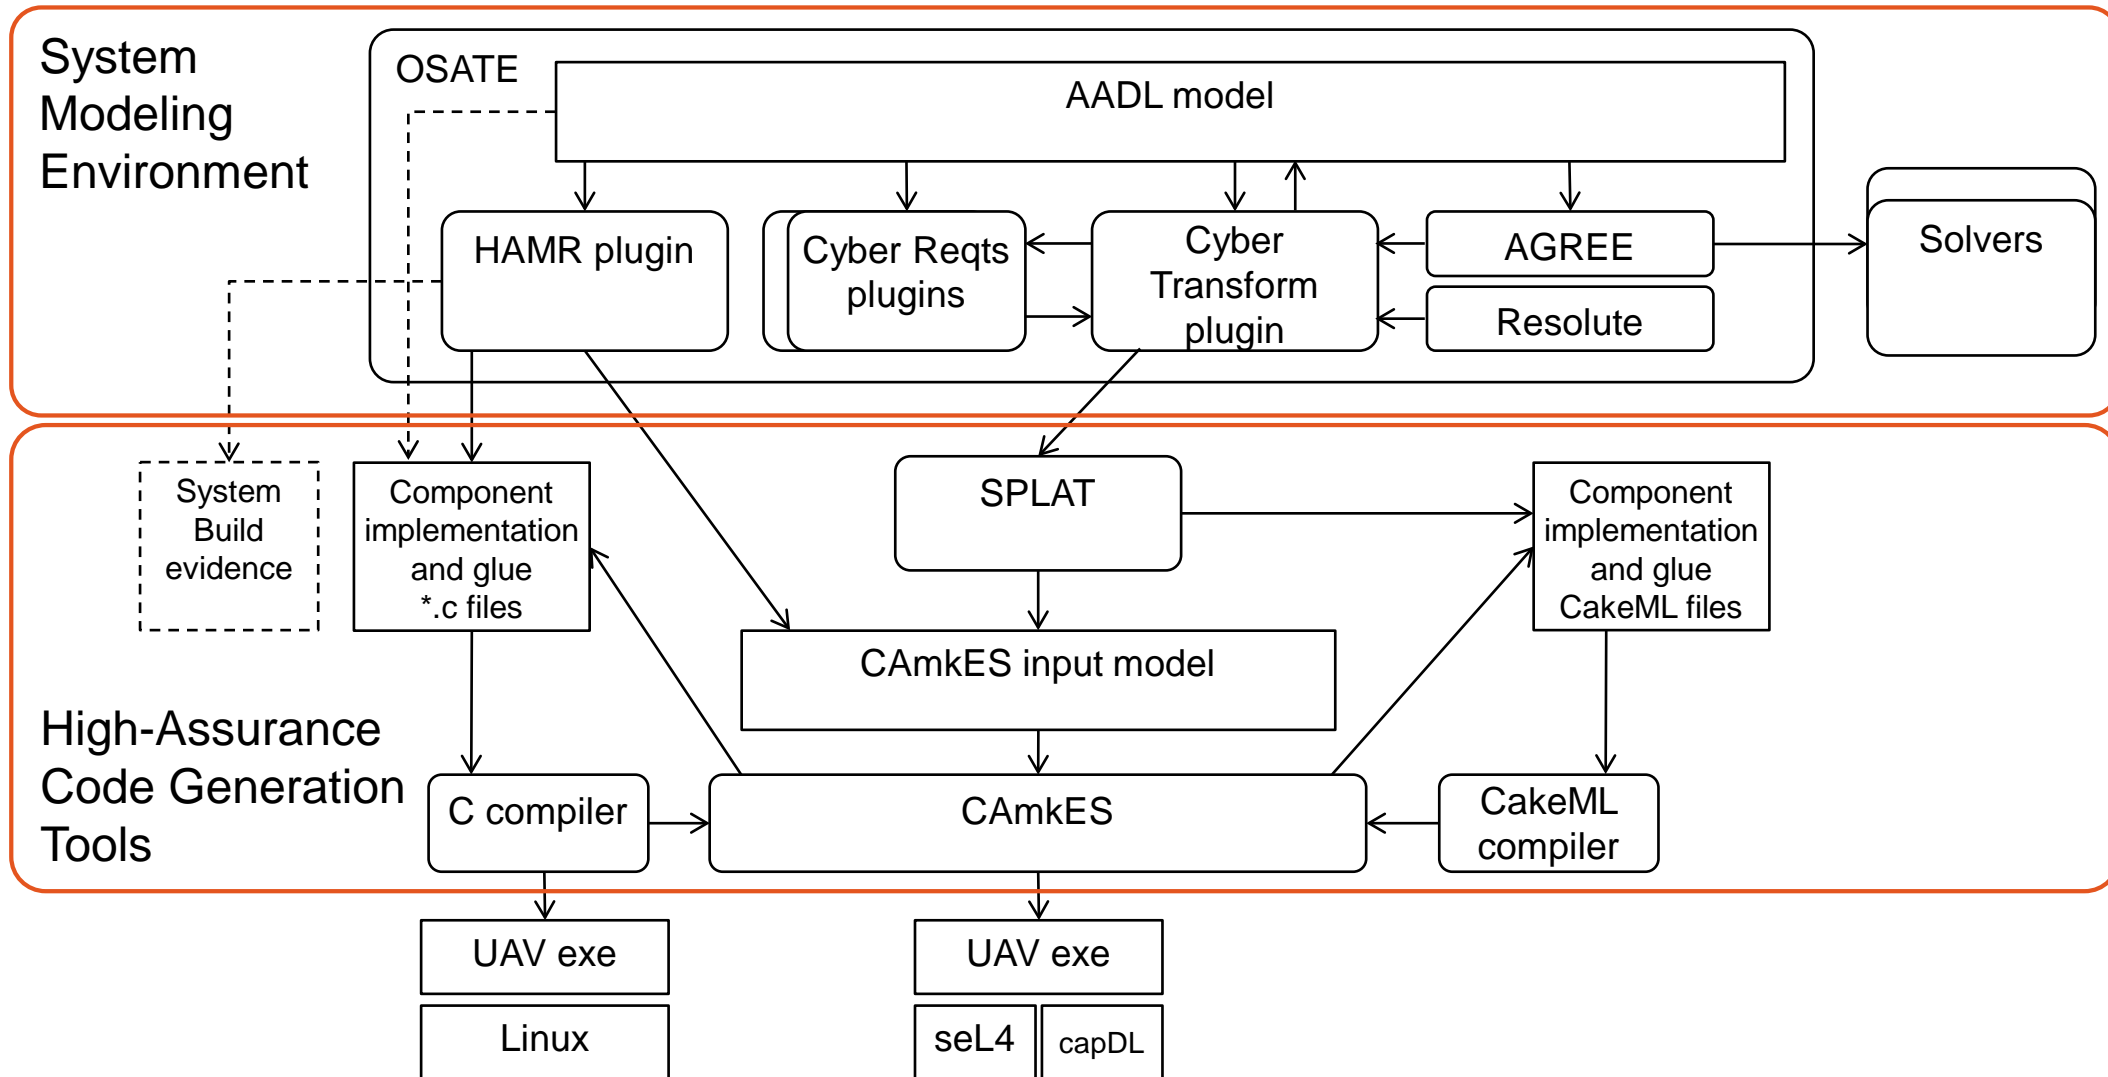 System
Modeling
Environment
OSATE
AADL model
HAMR plugin
Cyber Reqts
plugins
Cyber
Transform
plugin
AGREE
Resolute
Solvers
System
Build
evidence
Component
implementation
and glue
*.c files
SPLAT
Component
implementation
and glue
CakeML files
CAmkES input model
High-Assurance
Code Generation
Tools
C compiler
CAmkES
CakeML
compiler
UAV exe
UAV exe
Linux
seL4
capDL